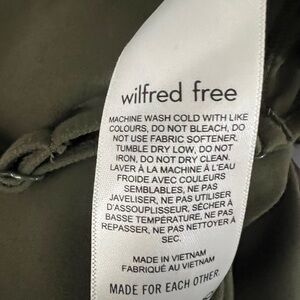 wilfred free
MACHINE WASH COLD WITH LIKE
COLOURS, DO NOT BLEACH, DO
NOT USE FABRIC SOFTENER.
TUMBLE DRY LOW, DO NOT
IRON, DO NOT DRY CLEAN.
LAVER À LA MACHINE À L'EAU
FROIDE AVEC COULEURS
SEMBLABLES, NE PAS
JAVELISER, NE PAS UTILISER
D'ASSOUPLISSEUR, SÉCHER À
BASSE TEMPÉRATURE, NE PAS
REPASSER, NE PAS NETTOYER À
SEC.
MADE IN VIETNAM
FABRIQUÉ AU VIETNAM
MADE FOR EACH OTHER.